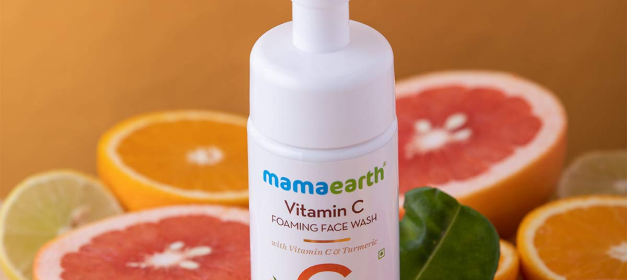 mamaearth®
Vitamin C
FOAMING FACE WASH
with Vitamin C & Turmeric
C